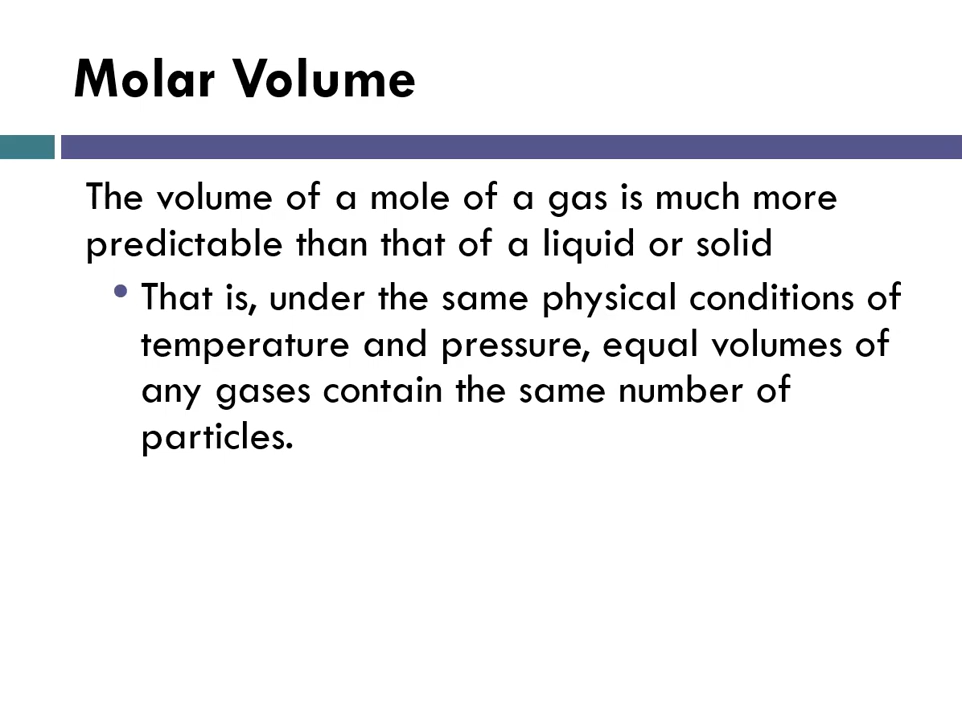 Molar Volume
The volume of a mole of a gas is much more
predictable than that of a liquid or solid
• That is, under the same physical conditions of
temperature and pressure, equal volumes of
any gases contain the same number of
particles.